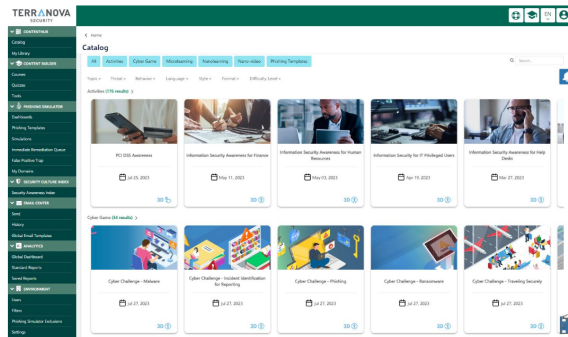 TERRANOVA
SECURITY
EN
CONTENTHUB
Catalog
My Library
CONTENT BUILDER
Courses
Quizzes
Tools
PHISHING SIMULATOR
Dashboards
Phishing Templates
Simulations
Immediate Remediation Queue
False Positive Trap
My Domains
SECURITY CULTURE INDEX
Security Awareness Index
EMAIL CENTER
Send
History
Global Email Templates
ANALYTICS
Global Dashboard
Standard Reports
Saved Reports
ENVIRONMENT
Users
Filters
Phishing Simulator Exclusions
Settings
Home
Catalog
All Activities Cyber Game Microlearning Nanolearning Nano-video Phishing Templates
Search...
Topic Threat Behavior Language Style Format Difficulty Level
Activities (176 results) >
PCI DSS Awareness
Jul 25, 2023
Information Security Awareness for Finance
May 11, 2023
Information Security Awareness for Human Resources
May 03, 2023
Information Security for IT Privileged Users
Apr 19, 2023
Information Security Awareness for Help Desks
Mar 27, 2023
Cyber Game (44 results) >
Cyber Challenge - Malware
Jul 27, 2023
Cyber Challenge - Incident Identification for Reporting
Jul 27, 2023
Cyber Challenge - Phishing
Jul 27, 2023
Cyber Challenge - Ransomware
Jul 27, 2023
Cyber Challenge - Traveling Securely
Jul 27, 2023